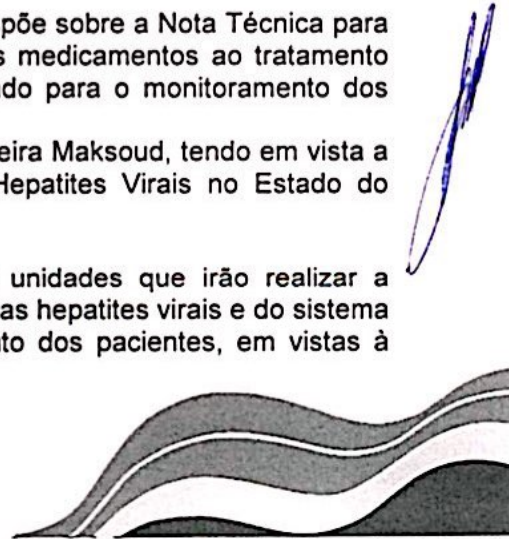 põe sobre a Nota Técnica para
s medicamentos ao tratamento
do para o monitoramento dos
eira Maksoud, tendo em vista a
Hepatites Virais no Estado do
unidades que irão realizar a
as hepatites virais e do sistema
to dos pacientes, em vistas à